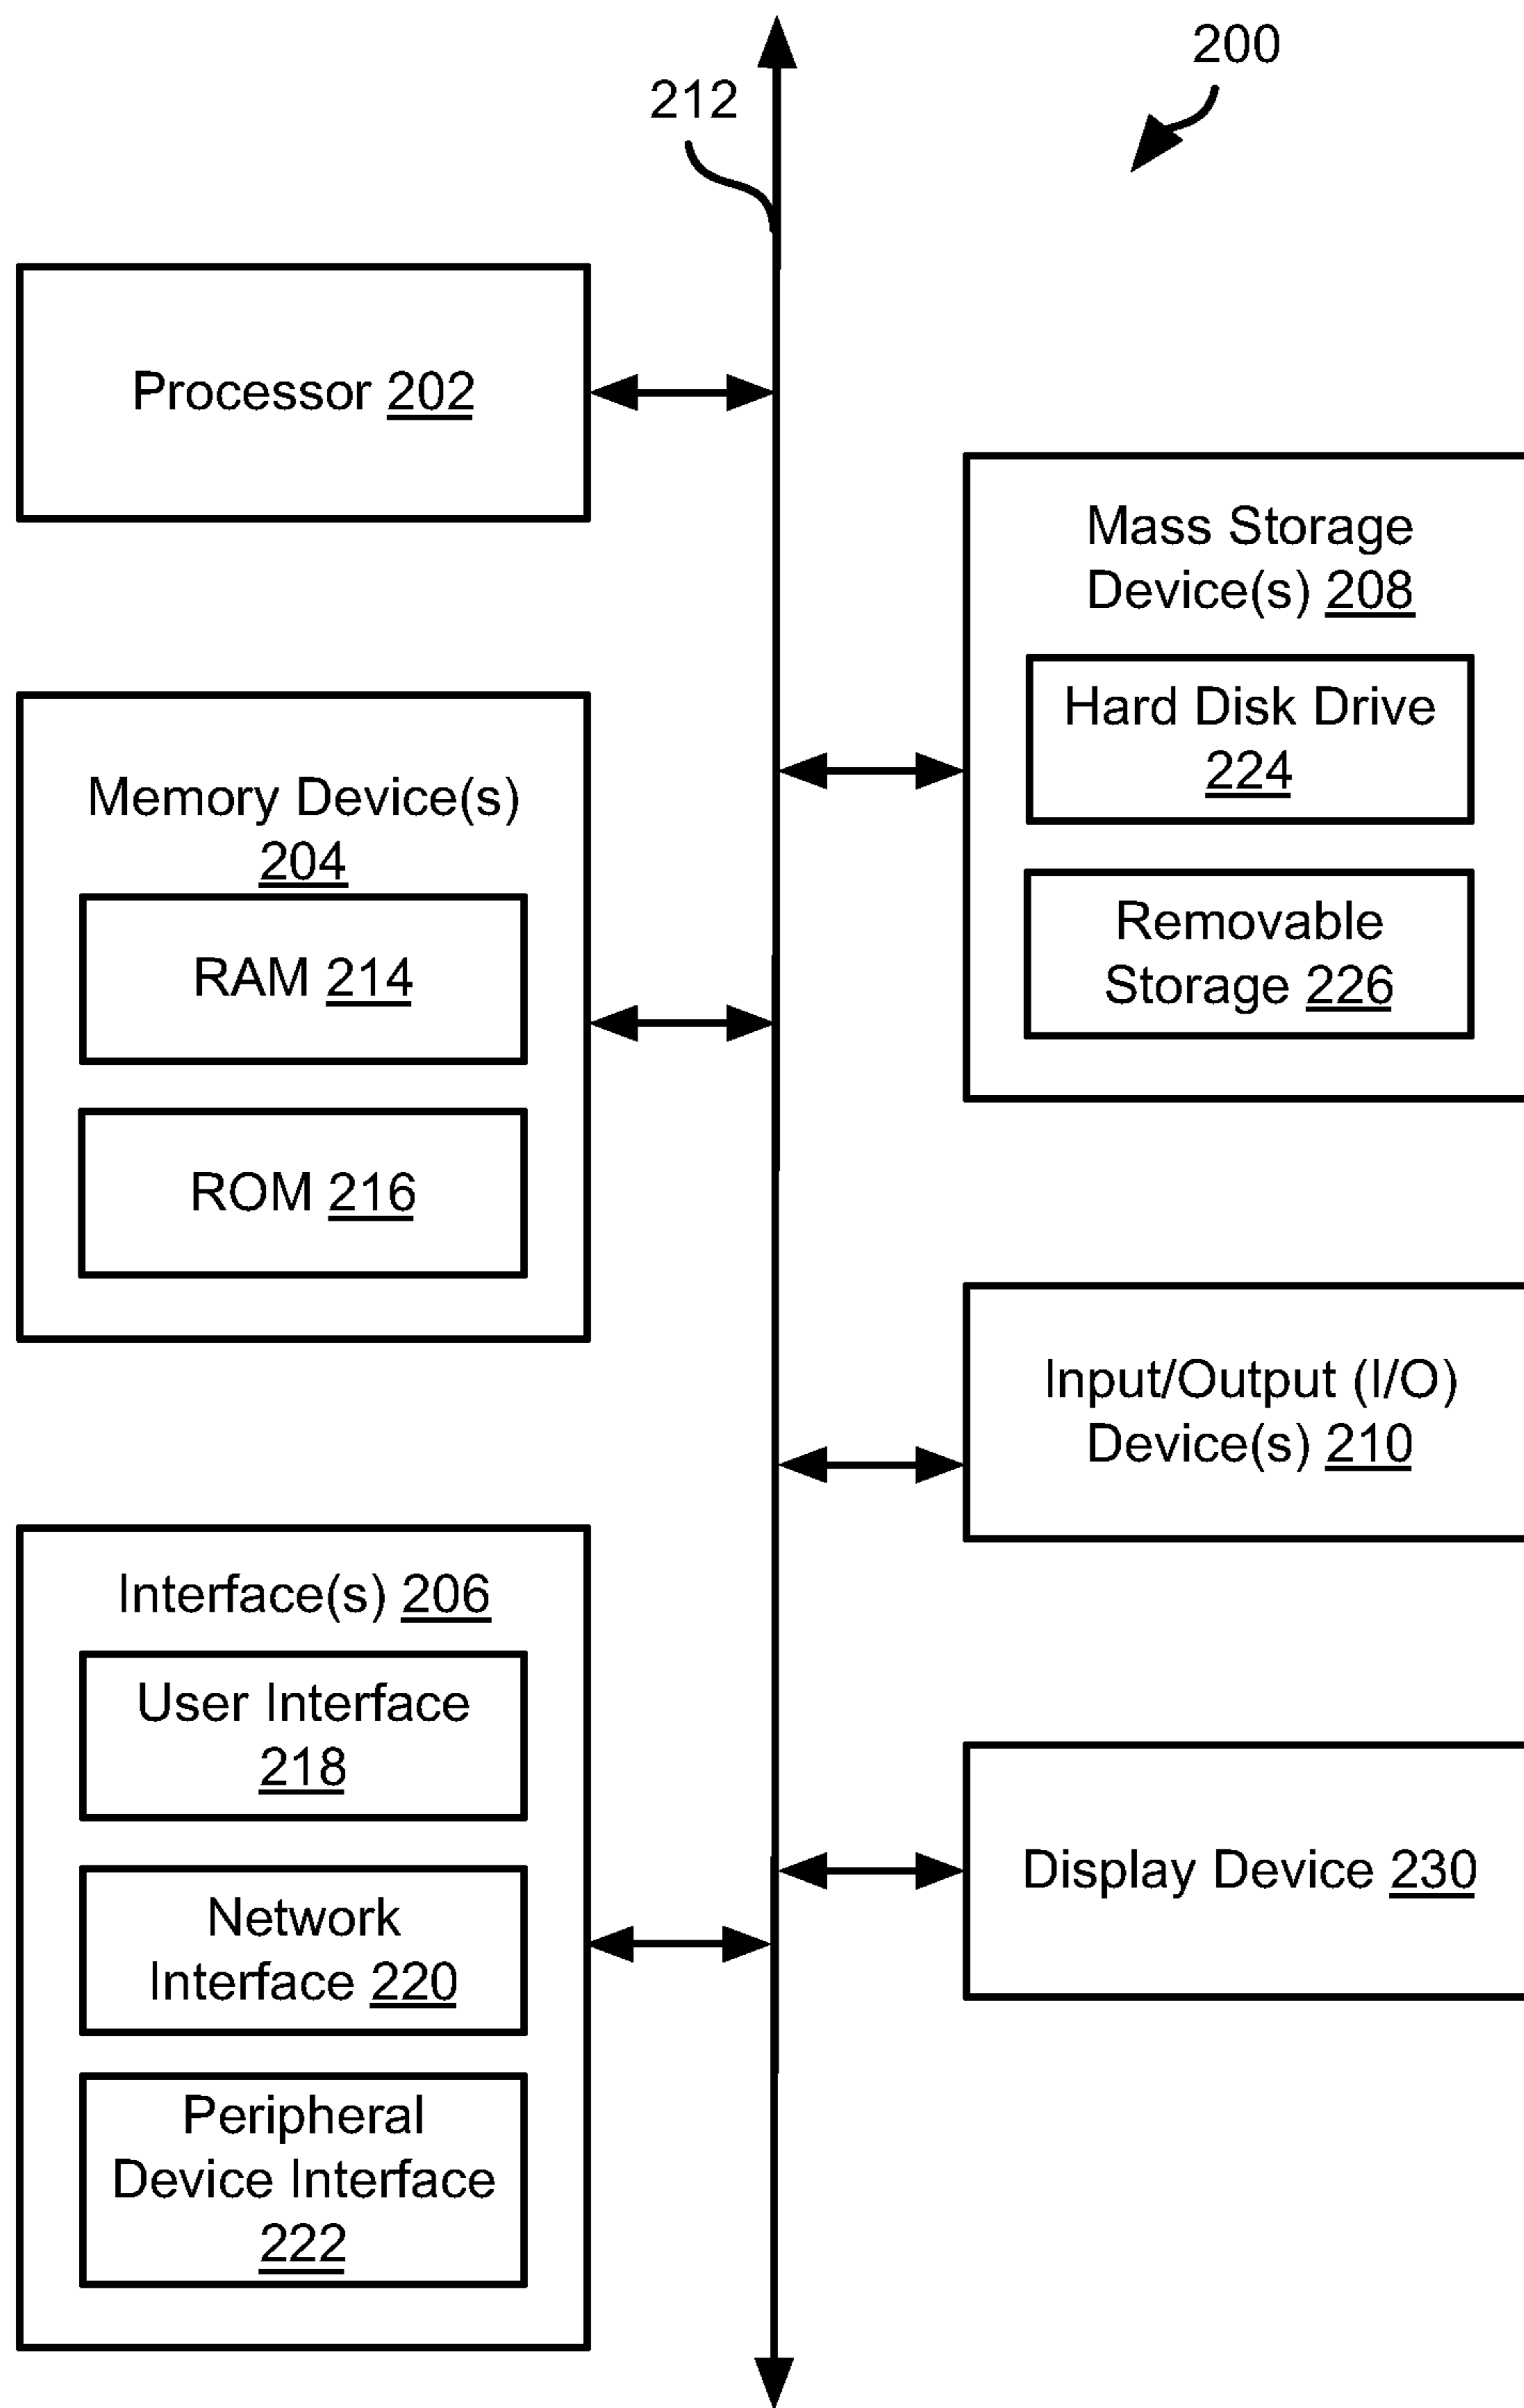 200
212
Processor 202
Mass Storage
Device(s) 208
Hard Disk Drive
224
Removable
Storage 226
Memory Device(s)
204
RAM 214
ROM 216
Input/Output (I/O)
Device(s) 210
Interface(s) 206
User Interface
218
Network
Interface 220
Peripheral
Device Interface
222
Display Device 230